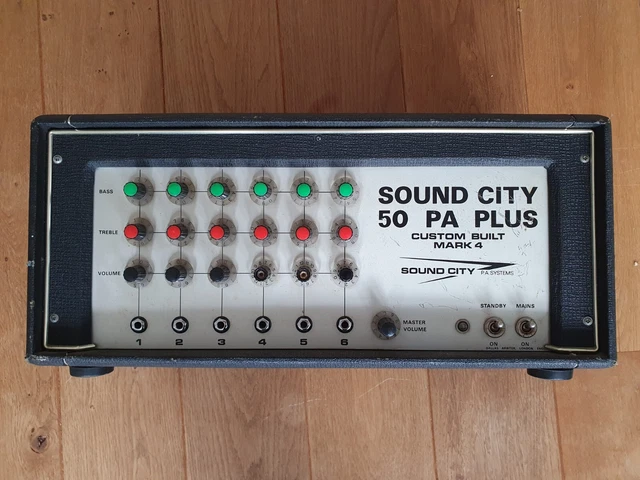 BASS
TREBLE
VOLUME
1 2 3 4 5 6
SOUND CITY
50 PA PLUS
CUSTOM BUILT
MARK 4
SOUND CITY P.A. SYSTEMS
MASTER
VOLUME
STANDBY MAINS
ON ON